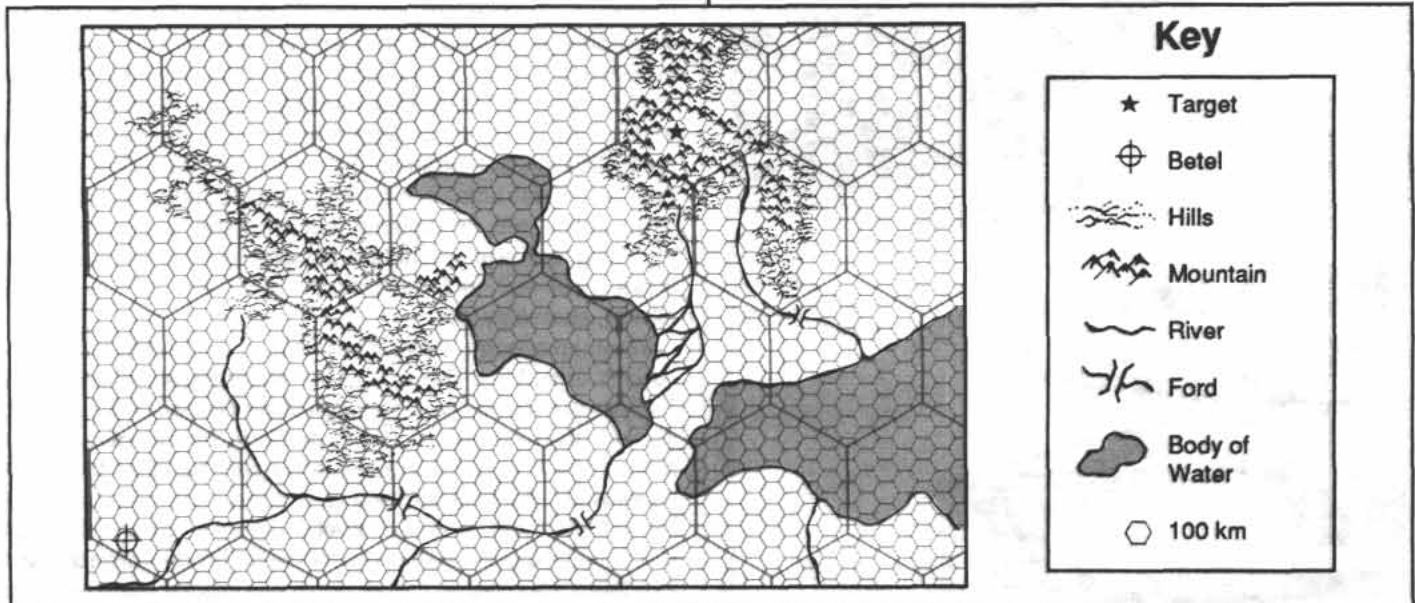 Key
Target
Betel
Hills
Mountain
River
Ford
Body of
Water
100 km